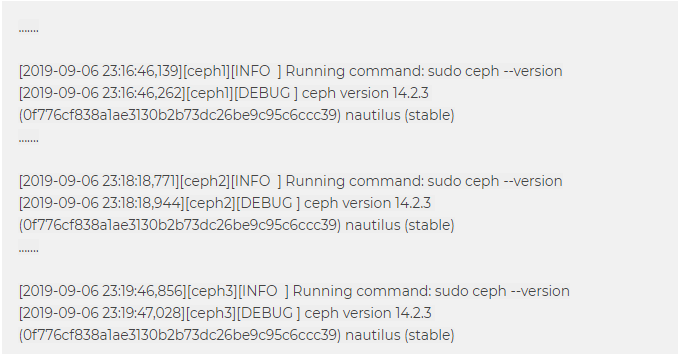 .......
[2019-09-06 23:16:46,139][ceph1][INFO  ] Running command: sudo ceph --version
[2019-09-06 23:16:46,262][ceph1][DEBUG ] ceph version 14.2.3
(0f776cf838a1ae3130b2b73dc26be9c95c6ccc39) nautilus (stable)
.......
[2019-09-06 23:18:18,771][ceph2][INFO  ] Running command: sudo ceph --version
[2019-09-06 23:18:18,944][ceph2][DEBUG ] ceph version 14.2.3
(0f776cf838a1ae3130b2b73dc26be9c95c6ccc39) nautilus (stable)
.......
[2019-09-06 23:19:46,856][ceph3][INFO  ] Running command: sudo ceph --version
[2019-09-06 23:19:47,028][ceph3][DEBUG ] ceph version 14.2.3
(0f776cf838a1ae3130b2b73dc26be9c95c6ccc39) nautilus (stable)